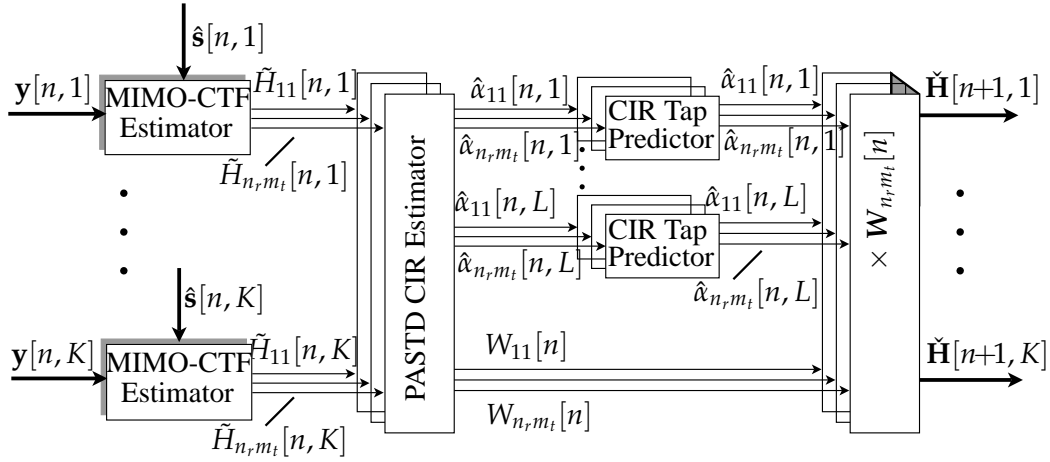 ŝ[n, 1]
y[n, 1]
MIMO-CTF
Estimator
H̃₁₁[n, 1]
H̃ₙᵣₘₜ[n, 1]
ŝ[n, K]
y[n, K]
MIMO-CTF
Estimator
H̃₁₁[n, K]
H̃ₙᵣₘₜ[n, K]
PASTD CIR Estimator
α̂₁₁[n, 1]
α̂ₙᵣₘₜ[n, 1]
CIR Tap
Predictor
α̂₁₁[n, 1]
α̂ₙᵣₘₜ[n, 1]
α̂₁₁[n, L]
α̂ₙᵣₘₜ[n, L]
CIR Tap
Predictor
α̂₁₁[n, L]
α̂ₙᵣₘₜ[n, L]
W₁₁[n]
Wₙᵣₘₜ[n]
× Wₙᵣₘₜ[n]
Ȟ[n+1, 1]
Ȟ[n+1, K]